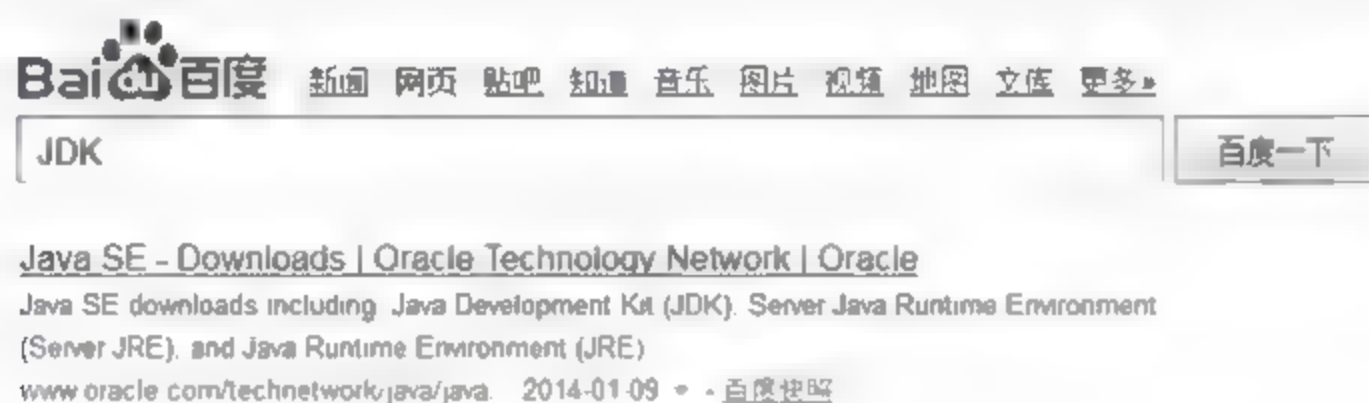 Bai百度 新闻 网页 贴吧 知道 音乐 图片 视频 地图 文库 更多»
JDK 百度一下
Java SE - Downloads | Oracle Technology Network | Oracle
Java SE downloads including: Java Development Kit (JDK), Server Java Runtime Environment
(Server JRE), and Java Runtime Environment (JRE)
www.oracle.com/technetwork/java/java... 2014-01-09 - 百度快照